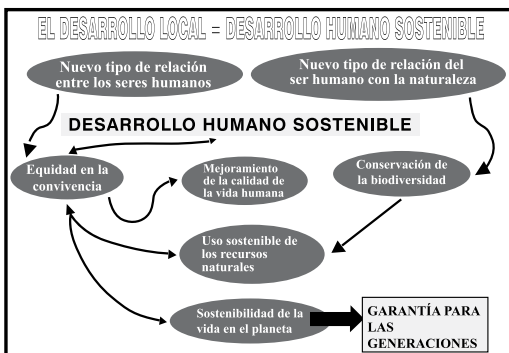 EL DESARROLLO LOCAL = DESARROLLO HUMANO SOSTENIBLE
Nuevo tipo de relación
entre los seres humanos
Nuevo tipo de relación del
ser humano con la naturaleza
DESARROLLO HUMANO SOSTENIBLE
Equidad en la
convivencia
Mejoramiento
de la calidad de
la vida humana
Conservación de
la biodiversidad
Uso sostenible de
los recursos
naturales
Sostenibilidad de la
vida en el planeta
GARANTÍA PARA
LAS
GENERACIONES